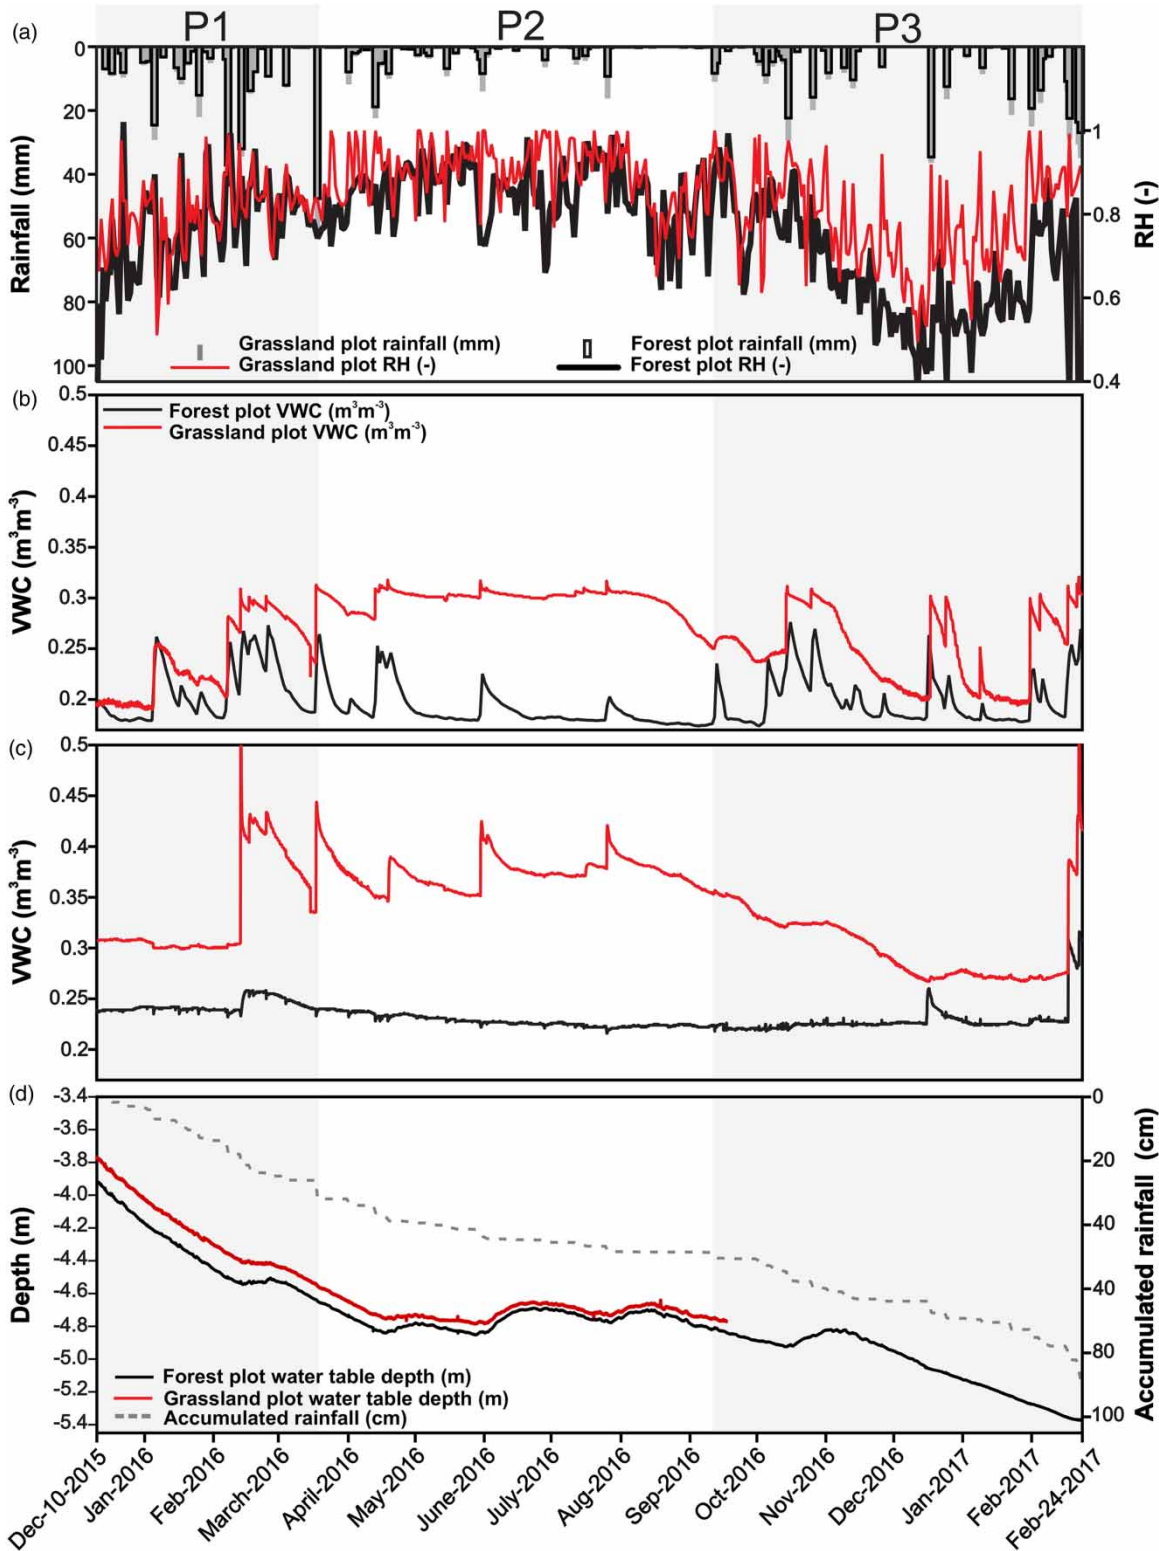 P1 P2 P3
(a)
0
20
40
60
80
100
Rainfall (mm)
1
0.8
0.6
0.4
RH (-)
Grassland plot rainfall (mm)
Grassland plot RH (-)
Forest plot rainfall (mm)
Forest plot RH (-)
(b)
0.5
0.45
0.4
0.35
0.3
0.25
0.2
VWC (m³m⁻³)
Forest plot VWC (m³m⁻³)
Grassland plot VWC (m³m⁻³)
(c)
0.5
0.45
0.4
0.35
0.3
0.25
0.2
VWC (m³m⁻³)
(d)
-3.4
-3.6
-3.8
-4.0
-4.2
-4.4
-4.6
-4.8
-5.0
-5.2
-5.4
Depth (m)
0
20
40
40
80
100
Accumulated rainfall (cm)
Forest plot water table depth (m)
Grassland plot water table depth (m)
Accumulated rainfall (cm)
Dec-10-2015
Jan-2016
Feb-2016
March-2016
April-2016
May-2016
June-2016
July-2016
Aug-2016
Sep-2016
Oct-2016
Nov-2016
Dec-2016
Jan-2017
Feb-2017
Feb-24-2017